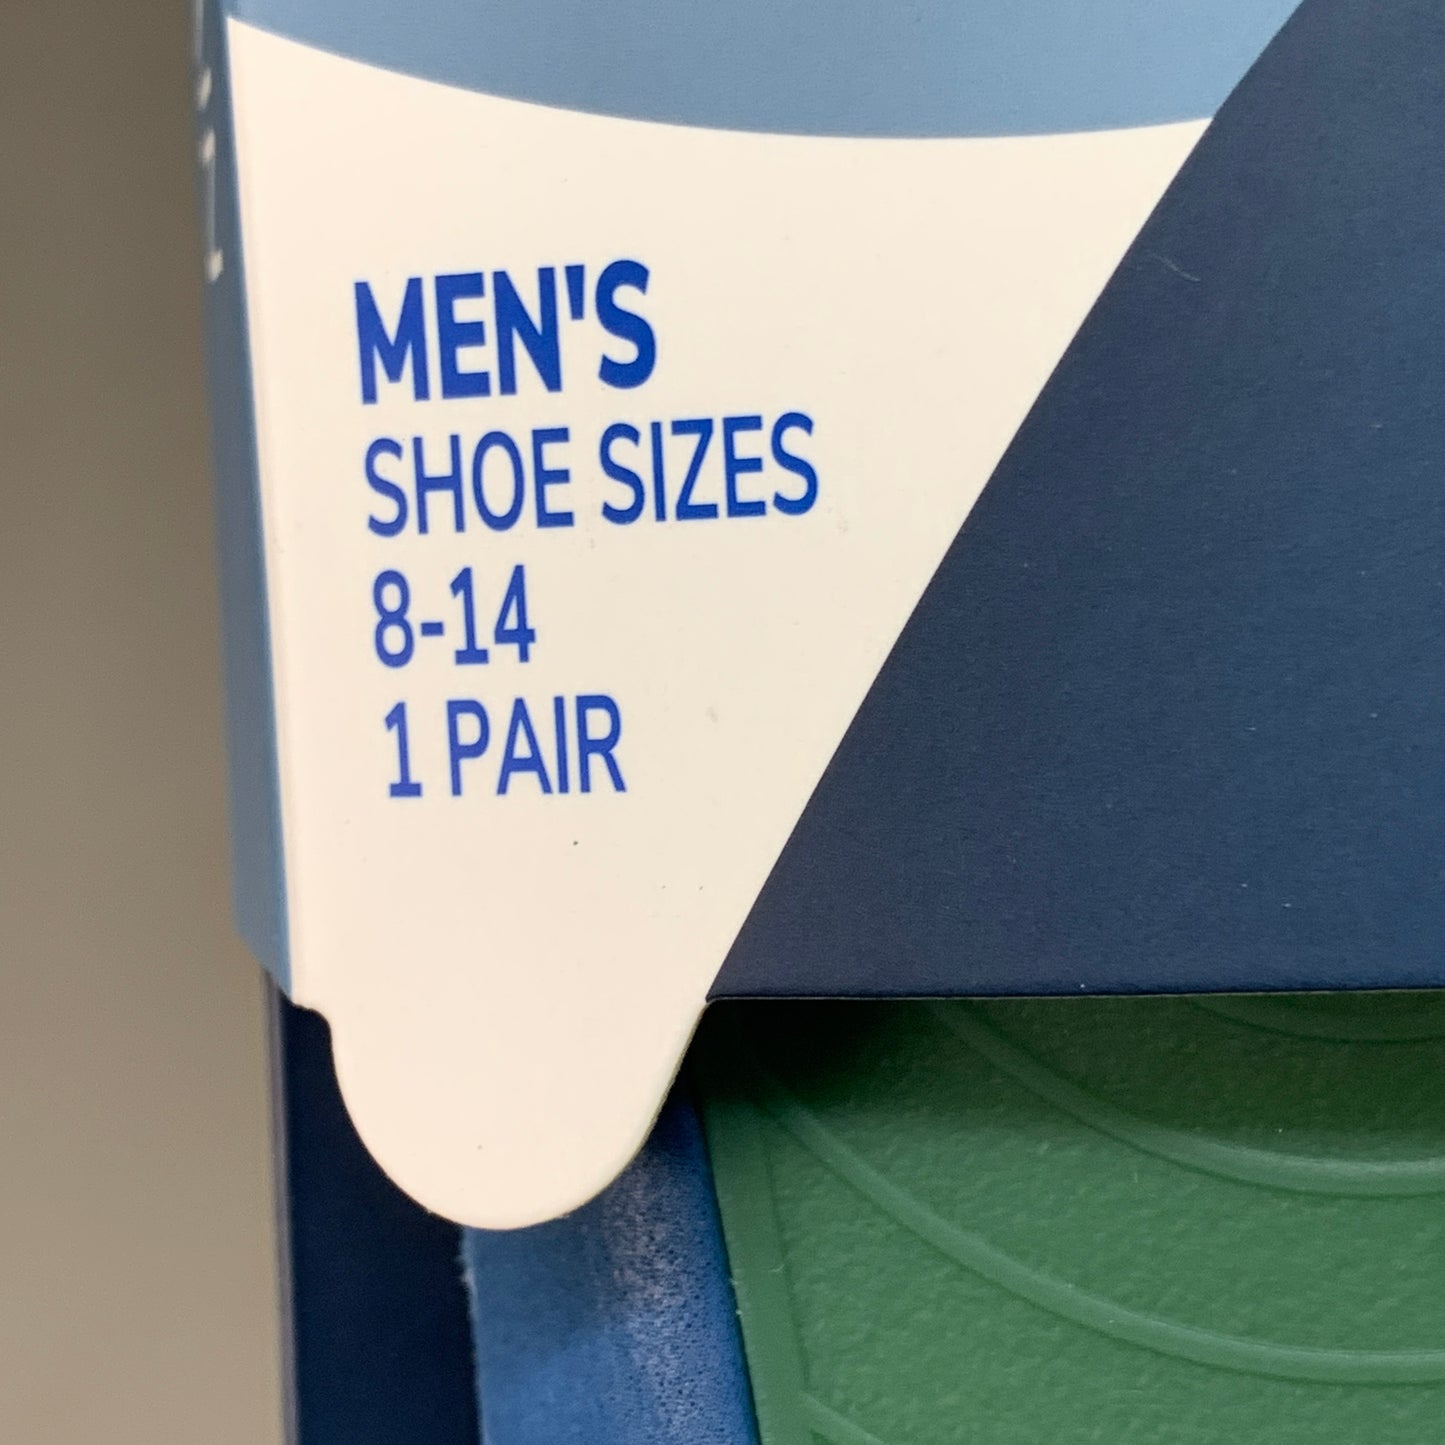 MEN'S
SHOE SIZES
8-14
1 PAIR